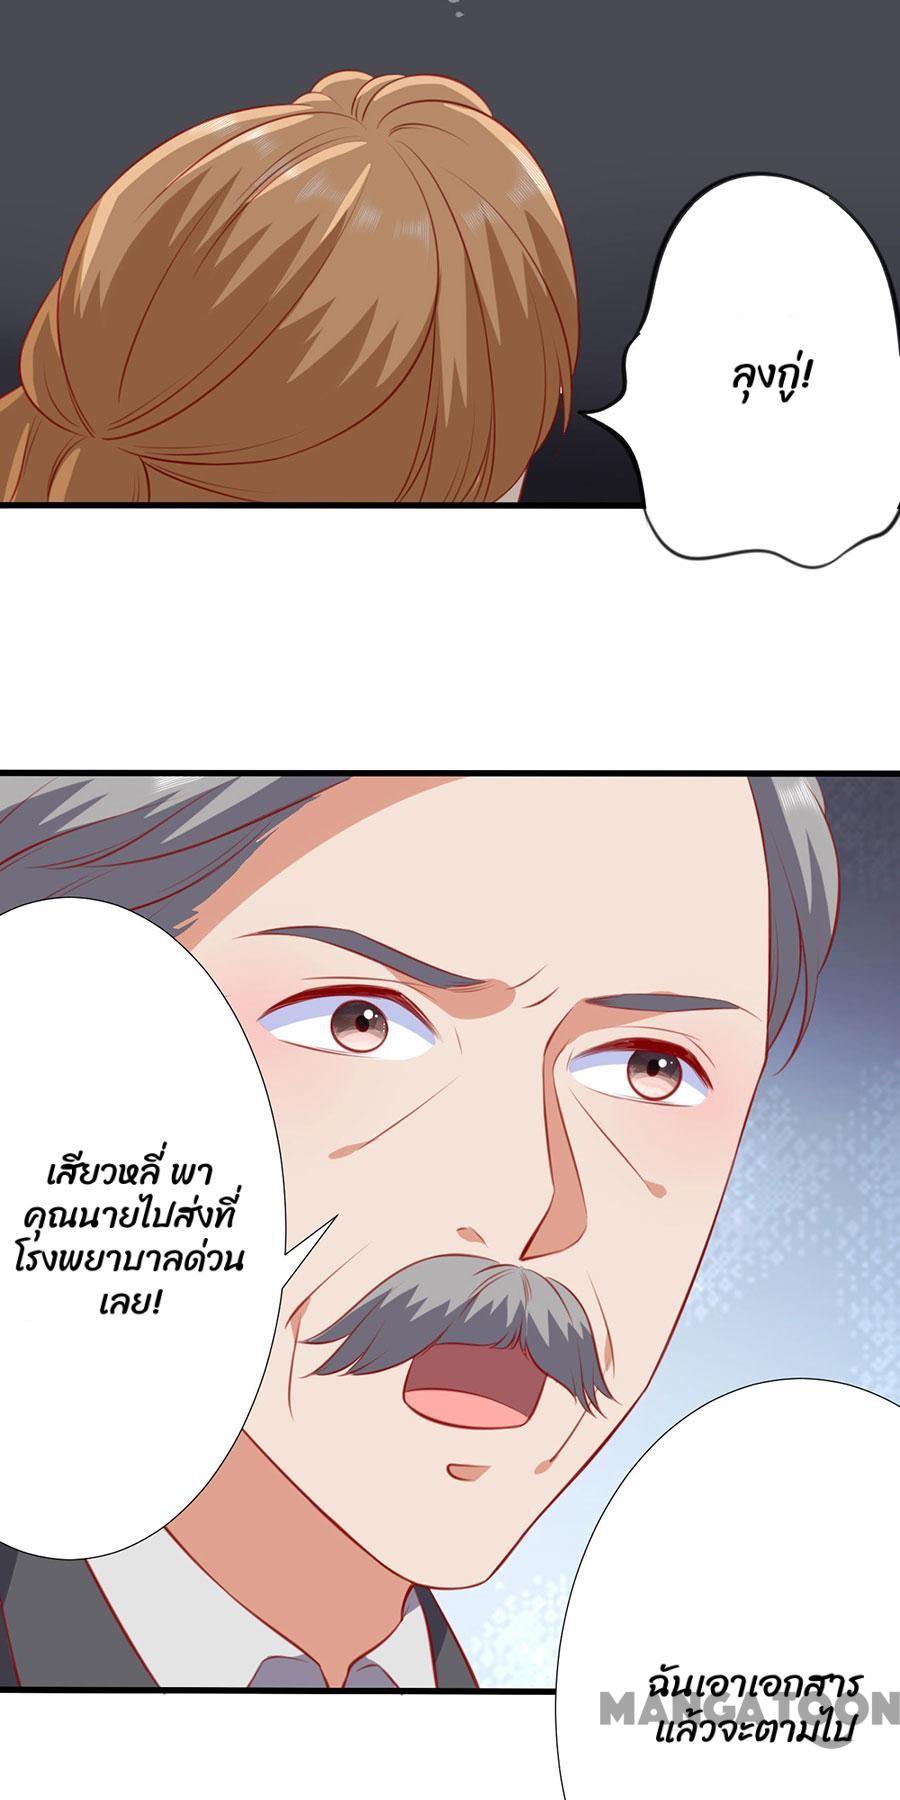 ลุงกู่!
เสียวหลี่ พา
คุณนายไปส่งที่
โรงพยาบาลด่วน
เลย!
ฉันเอาเอกสาร
แล้วจะตามไป
MANGATOON